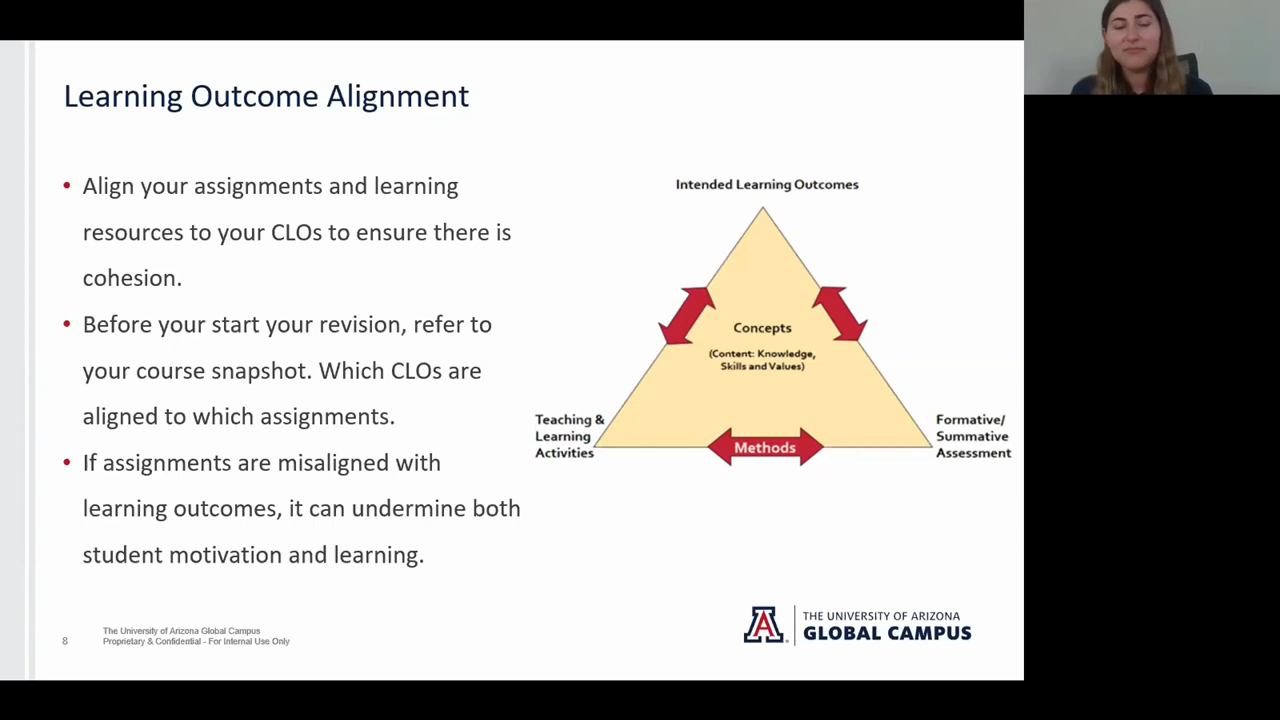 Learning Outcome Alignment
• Align your assignments and learning
resources to your CLOs to ensure there is
cohesion.
• Before your start your revision, refer to
your course snapshot. Which CLOs are
aligned to which assignments.
• If assignments are misaligned with
learning outcomes, it can undermine both
student motivation and learning.
Intended Learning Outcomes
Concepts
(Content: Knowledge,
Skills and Values)
Teaching &
Learning
Activities
Methods
Formative/
Summative
Assessment
8
The University of Arizona Global Campus
Proprietary & Confidential - For Internal Use Only
A
THE UNIVERSITY OF ARIZONA
GLOBAL CAMPUS